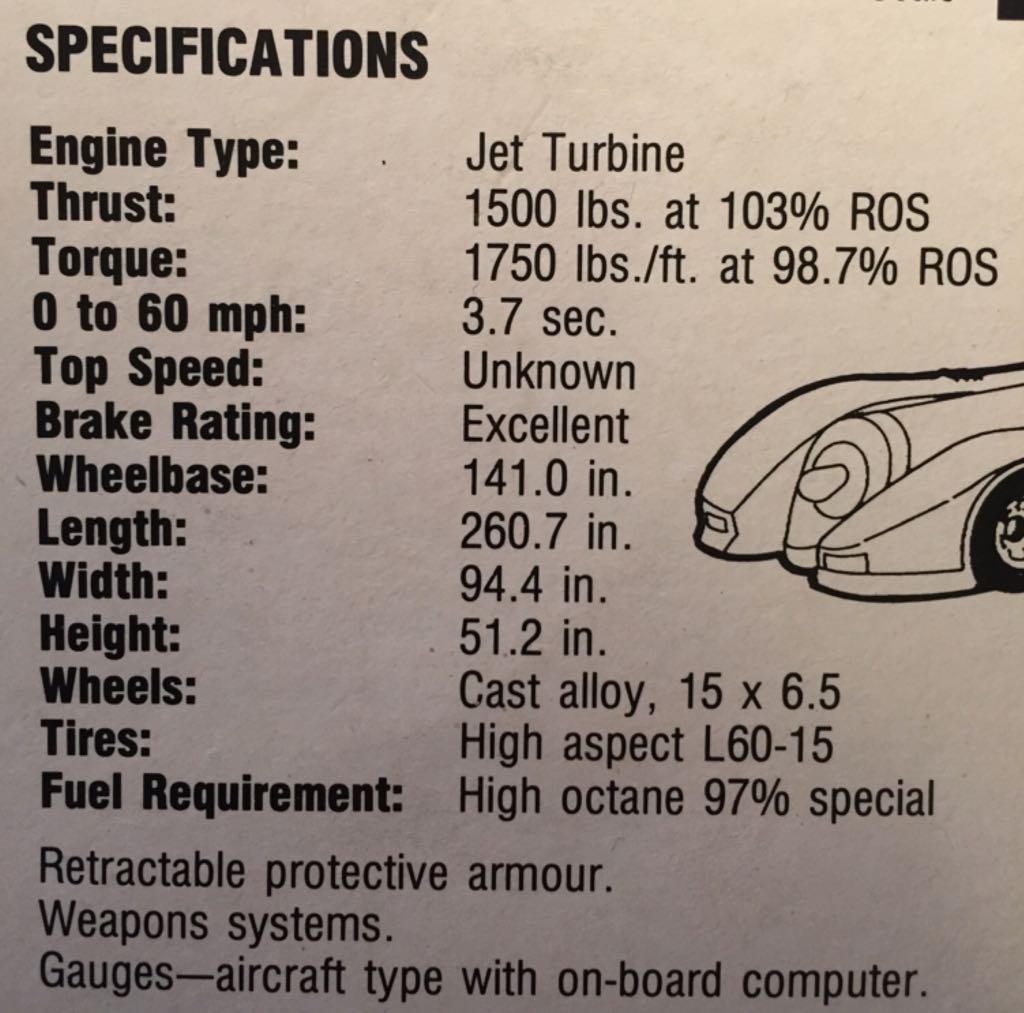 SPECIFICATIONS
Engine Type: Jet Turbine
Thrust: 1500 lbs. at 103% ROS
Torque: 1750 lbs./ft. at 98.7% ROS
0 to 60 mph: 3.7 sec.
Top Speed: Unknown
Brake Rating: Excellent
Wheelbase: 141.0 in.
Length: 260.7 in.
Width: 94.4 in.
Height: 51.2 in.
Wheels: Cast alloy, 15 x 6.5
Tires: High aspect L60-15
Fuel Requirement: High octane 97% special
Retractable protective armour.
Weapons systems.
Gauges—aircraft type with on-board computer.